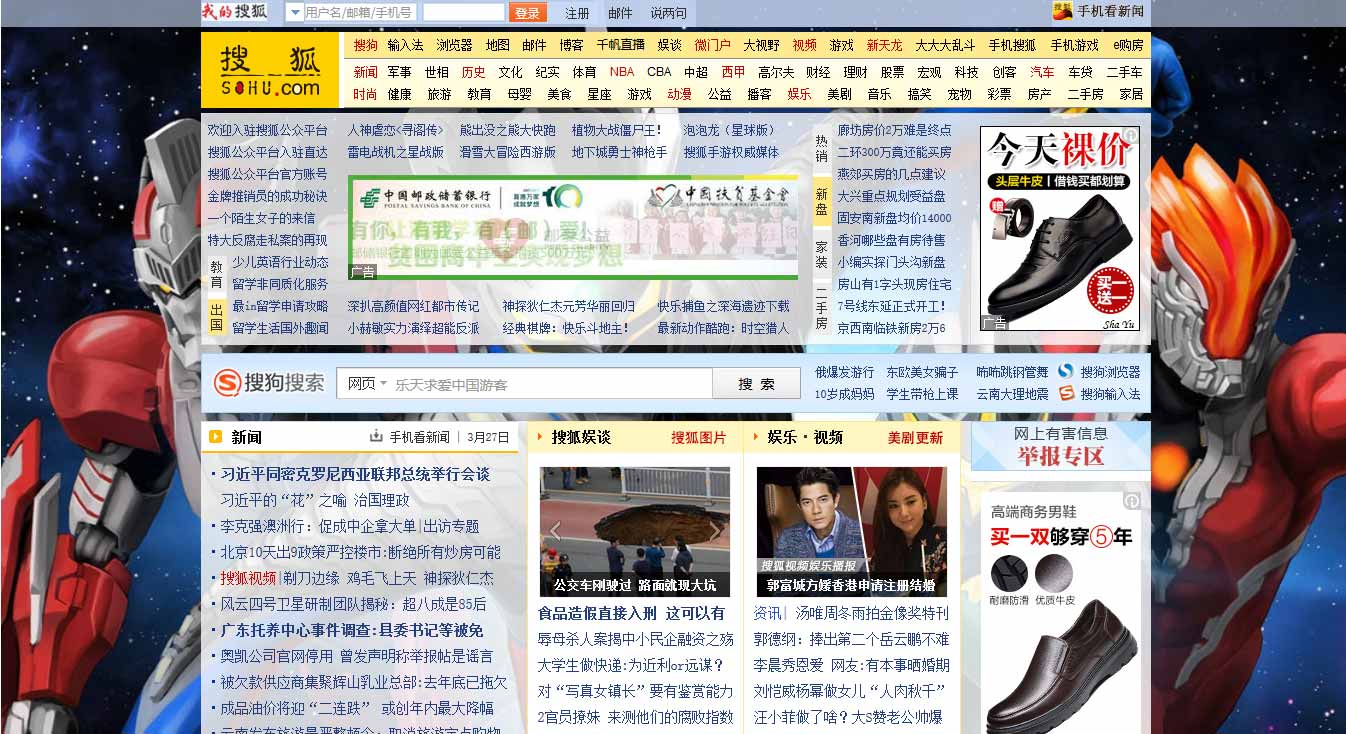 我的搜狐 用户名/邮箱/手机号 登录 注册 邮件 说两句 手机看新闻
搜狐
SOHU.com
搜狗 输入法 浏览器 地图 邮件 博客 千帆直播 娱谈 微门户 大视野 视频 游戏 新天龙 大大大乱斗 手机搜狐 手机游戏 e购房
新闻 军事 世相 历史 文化 纪实 体育 NBA CBA 中超 西甲 高尔夫 财经 理财 股票 宏观 科技 创客 汽车 车贷 二手车
时尚 健康 旅游 教育 母婴 美食 星座 游戏 动漫 公益 播客 娱乐 美剧 音乐 搞笑 宠物 彩票 房产 二手房 家居
欢迎入驻搜狐公众平台
搜狐公众平台入驻直达
搜狐公众平台官方账号
金牌推销员的成功秘诀
一个陌生女子的来信
特大反腐走私案的再现
教育
少儿英语行业动态
留学非同质化服务
出国
最in留学申请攻略
留学生活国外趣闻
人神虐恋<寻阁传> 熊出没之熊大快跑 植物大战僵尸王! 泡泡龙（星球版）
雷电战机之星战版 滑雪大冒险西游版 地下城勇士神枪手 搜狐手游权威媒体
中国邮政储蓄银行
POSTAL SAVINGS BANK OF CHINA
中国扶贫基金会
广告
深扒高颜值网红都市传记 神探狄仁杰元芳华丽回归 快乐捕鱼之深海遗迹下载
小赫敏实力演绎超能反派 经典棋牌：快乐斗地主! 最新动作酷跑：时空猎人
热销
新盘
家装
二手房
廊坊房价2万难是终点
二环300万竟还能买房
燕郊买房的几点建议
大兴重点规划受益盘
固安南新盘均价14000
香河哪些盘有房待售
小编实探门头沟新盘
房山有1字头现房住宅
7号线东延正式开工!
京西南临铁新房2万6
今天裸价
头层牛皮|借钱买都划算
赠
买一送一
广告
Sha Yu
搜狗搜索 网页 乐天求爱中国游客 搜 索
俄爆发游行 东欧美女骗子 咘咘跳钢管舞 搜狗浏览器
10岁成妈妈 学生带枪上课 云南大理地震 搜狗输入法
新闻 手机看新闻 | 3月27日
习近平同密克罗尼西亚联邦总统举行会谈
习近平的“花”之喻 治国理政
李克强澳洲行：促成中企拿大单|出访专题
北京10天出9政策严控楼市:断绝所有炒房可能
搜狐视频|剃刀边缘 鸡毛飞上天 神探狄仁杰
风云四号卫星研制团队揭秘：超八成是85后
广东托养中心事件调查:县委书记等被免
奥凯公司官网停用 曾发声明称举报帖是谣言
被欠款供应商集聚辉山乳业总部:去年底已拖欠
成品油价将迎“二连跌” 或创年内最大降幅
搜狐娱谈 搜狐图片
公交车刚驶过 路面就现大坑
食品造假直接入刑 这可以有
辱母杀人案揭中小民企融资之殇
大学生做快递:为近利or远谋?
对“写真女镇长”要有鉴赏能力
2官员撩妹 来测他们的腐败指数
娱乐·视频 美剧更新
搜狐视频娱乐播报
郭富城方媛香港申请注册结婚
资讯| 汤唯周冬雨拍金像奖特刊
郭德纲：捧出第二个岳云鹏不难
李晨秀恩爱 网友:有本事晒婚期
刘恺威杨幂做女儿“人肉秋千”
汪小菲做了啥？大S赞老公帅爆
网上有害信息
举报专区
高端商务男鞋
买一双够穿5年
耐磨防滑 优质牛皮